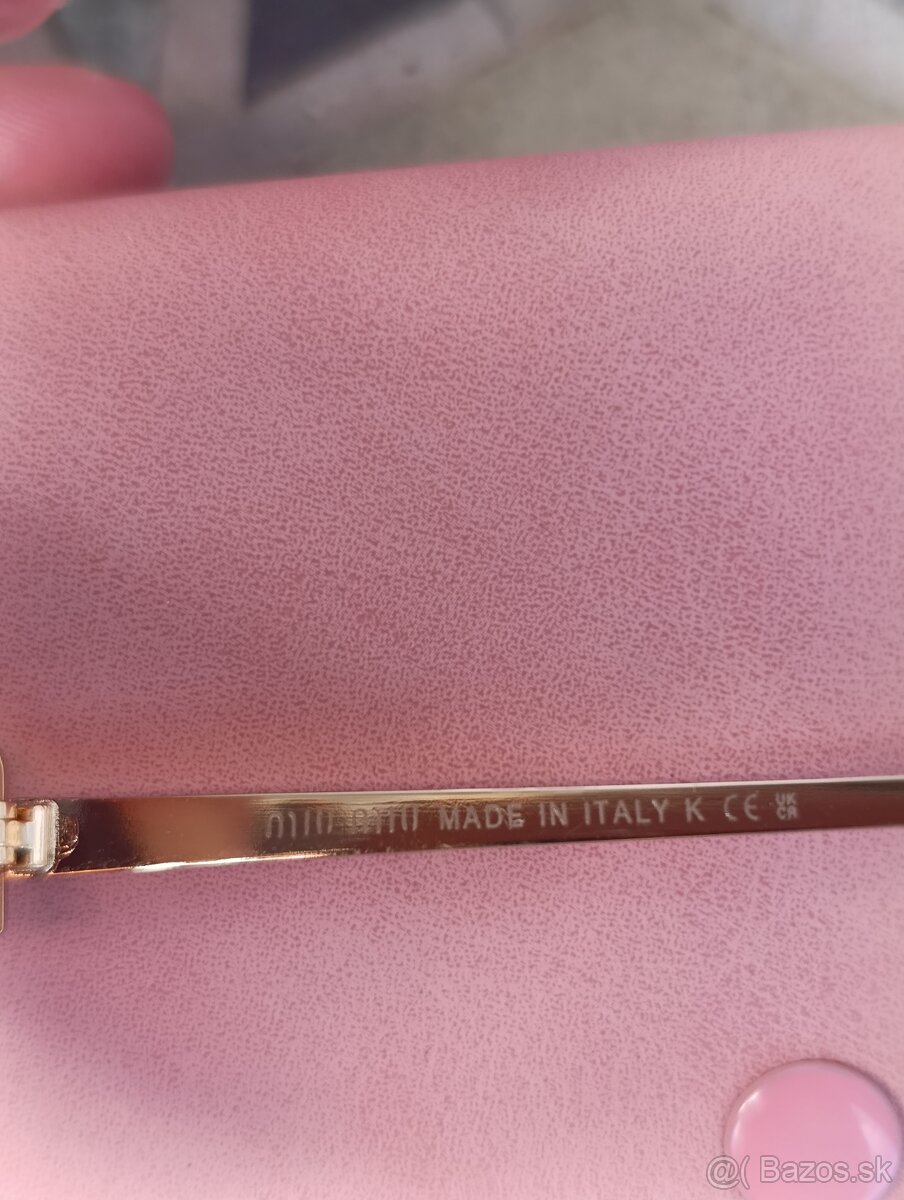 miu miu MADE IN ITALY K CE UK CA
@( Bazos.sk